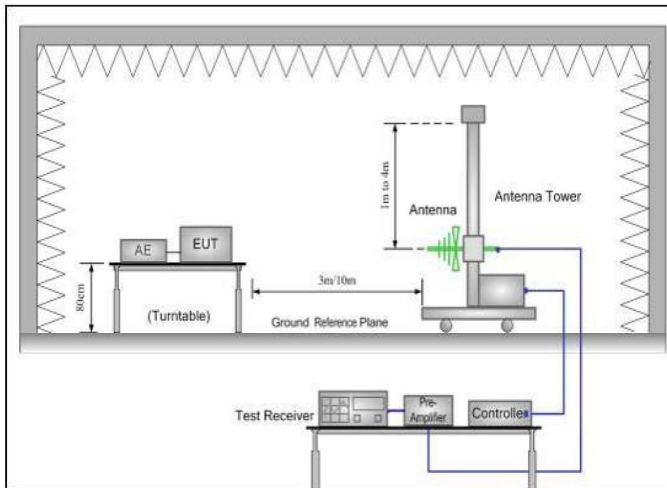 1m to 4m
Antenna
Antenna Tower
AE
EUT
80cm
(Turntable)
3m/10m
Ground Reference Plane
Test Receiver
Pre-
Amplifier
Controller